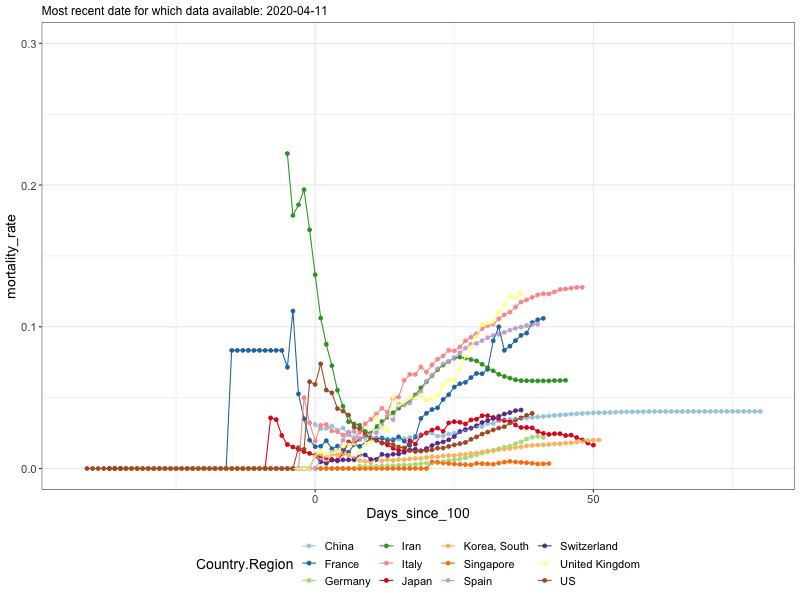 Most recent date for which data available: 2020-04-11
0.3
0.2
0.1
0.0
mortality_rate
0 50
Days_since_100
Country.Region
China Iran Korea, South Switzerland
France Italy Singapore United Kingdom
Germany Japan Spain US